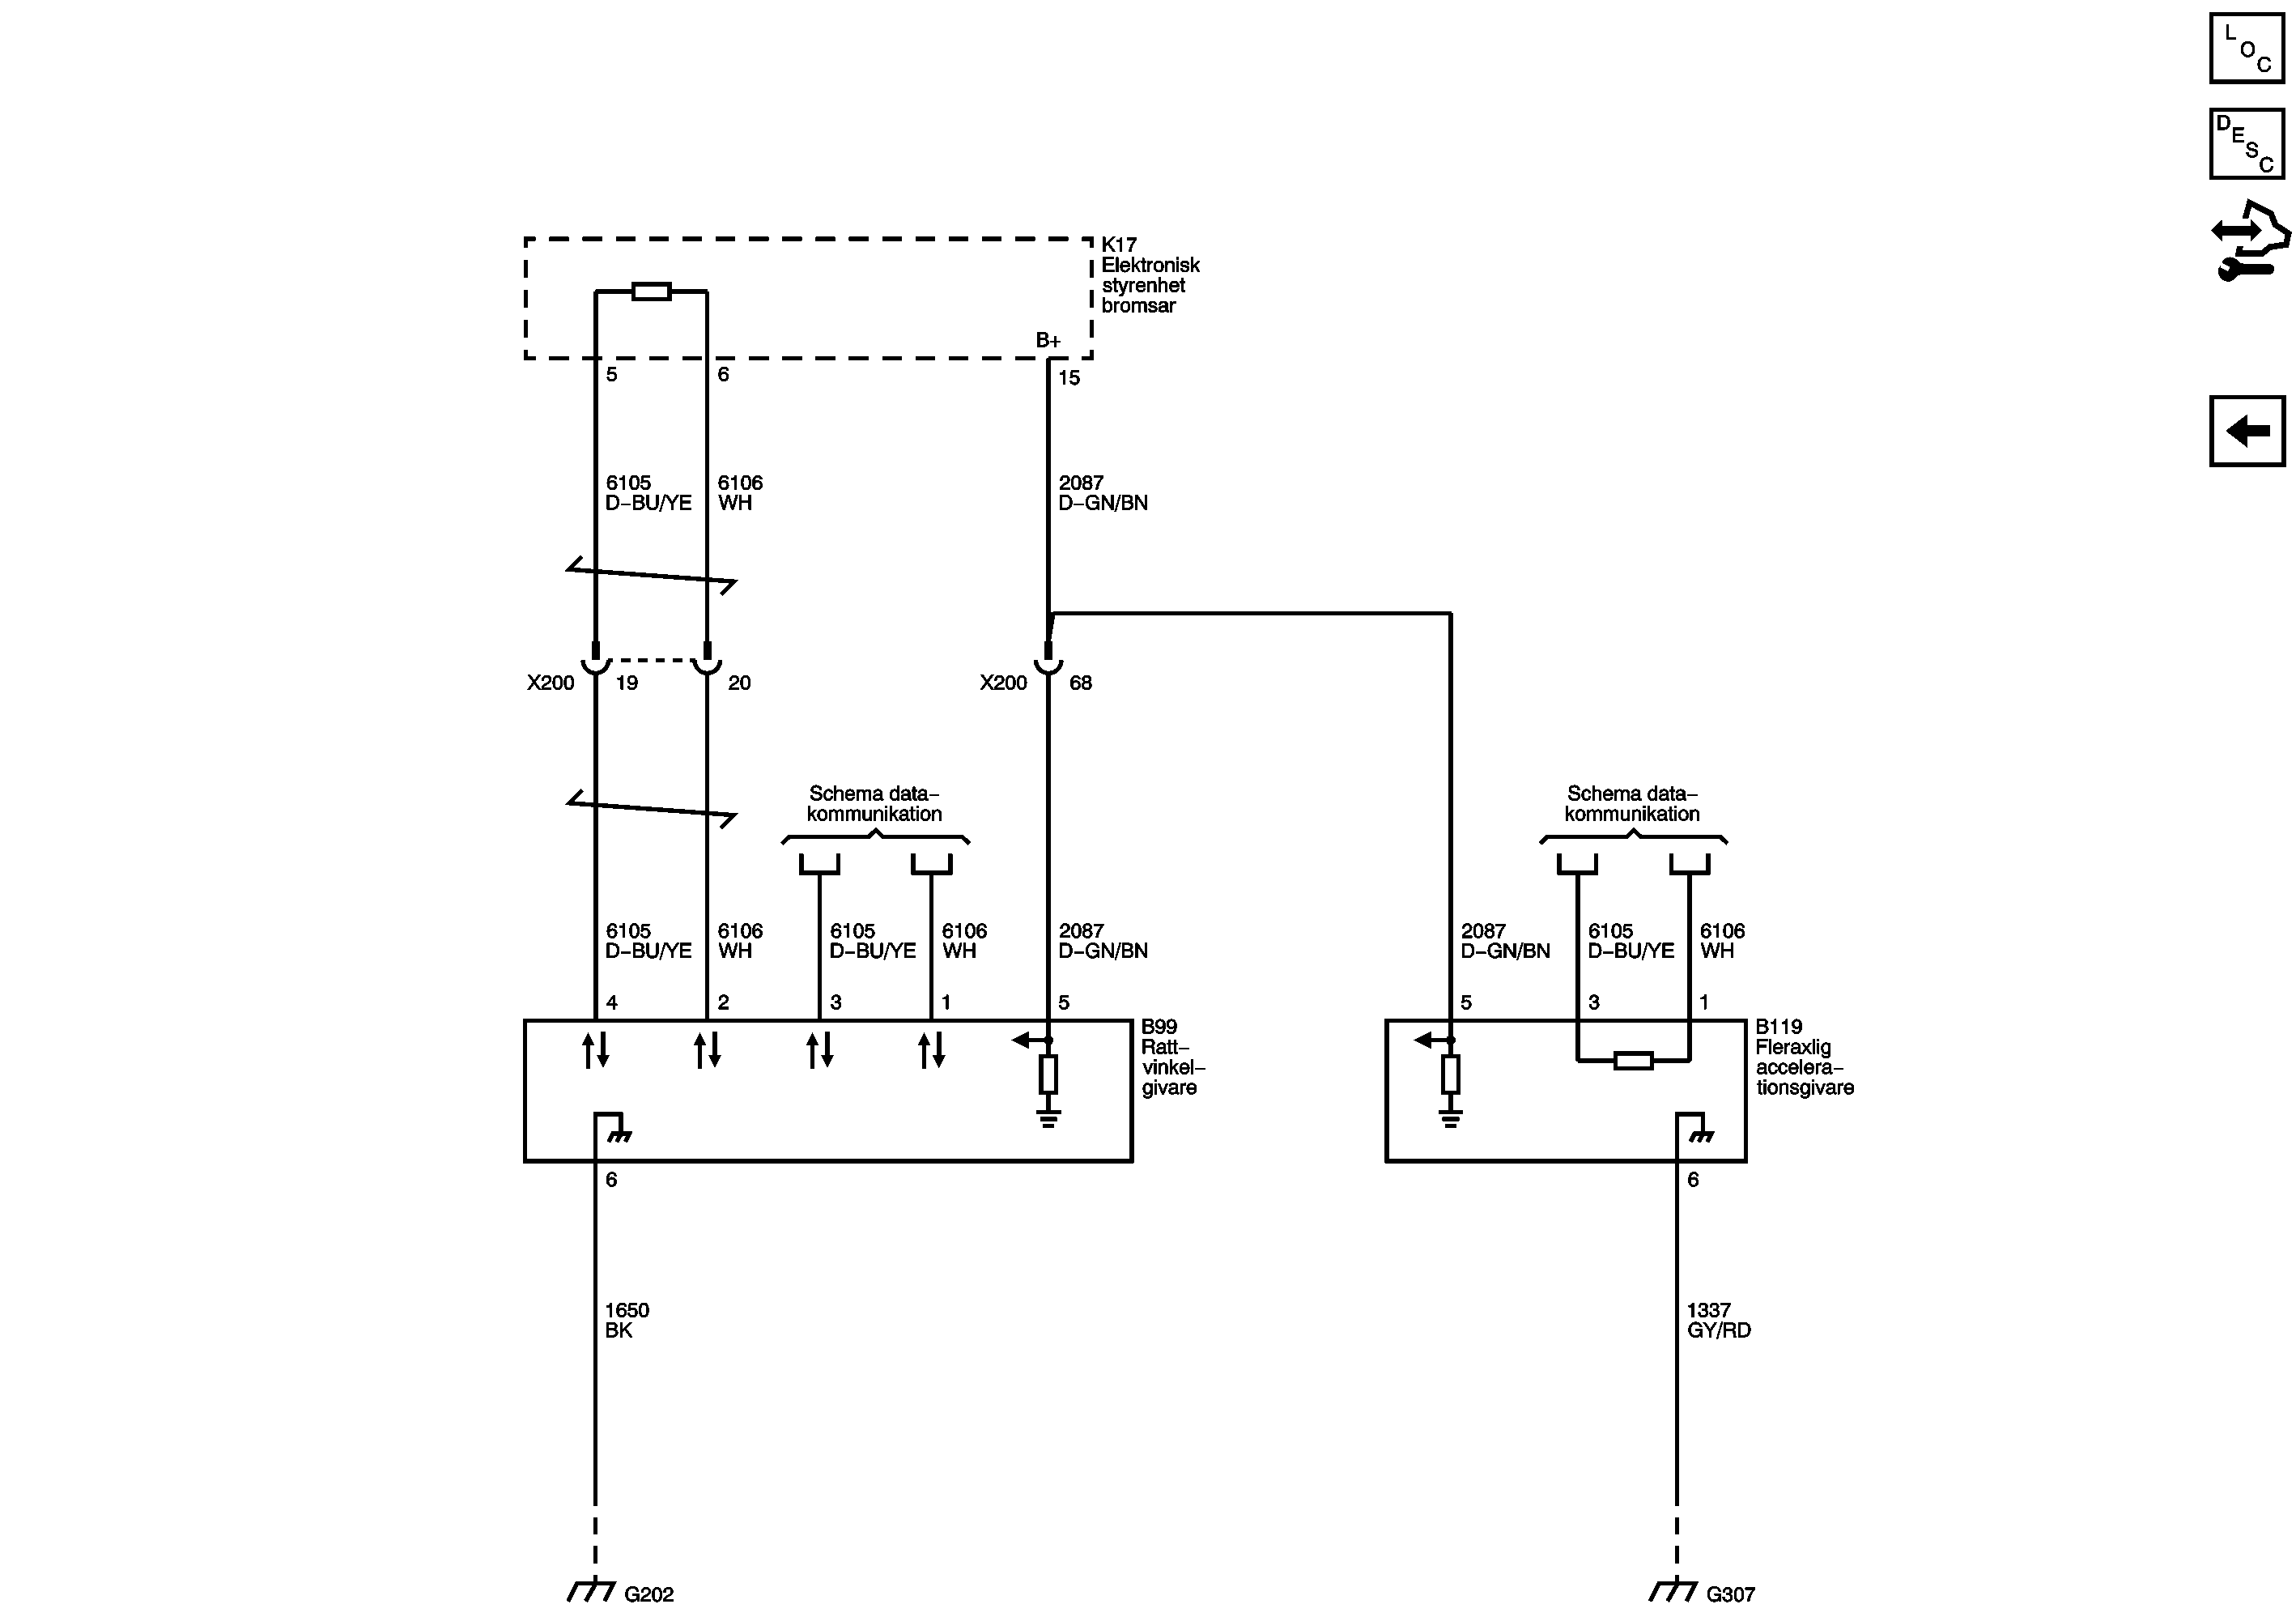 L
O
C
D
E
S
C
K17
Elektronisk
styrenhet
bromsar
B+
5
6
15
6105
D–BU/YE
6106
WH
2087
D–GN/BN
X200
19
20
X200
68
Schema data–
kommunikation
Schema data–
kommunikation
6105
D–BU/YE
6106
WH
6105
D–BU/YE
6106
WH
2087
D–GN/BN
2087
D–GN/BN
6105
D–BU/YE
6106
WH
4
2
3
1
5
5
3
1
B99
Ratt–
vinkel–
givare
B119
Fleraxlig
accelera–
tionsgivare
6
6
1650
BK
1337
GY/RD
G202
G307